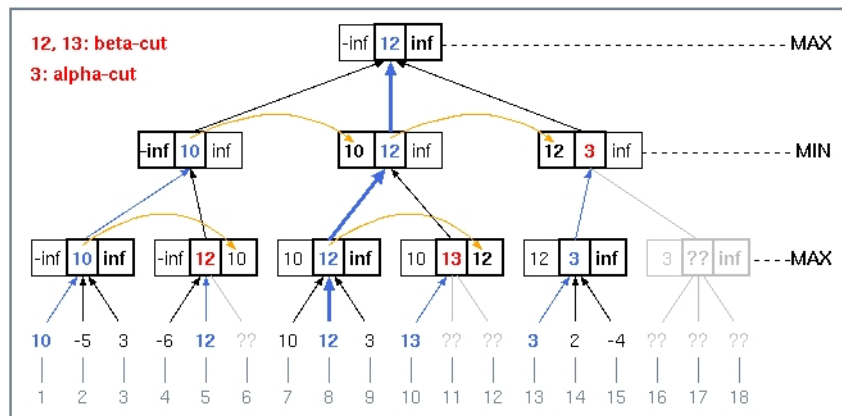 12, 13: beta-cut
3: alpha-cut
-inf 12 inf MAX
-inf 10 inf 10 12 inf 12 3 inf MIN
-inf 10 inf -inf 12 10 10 12 inf 10 13 12 12 3 inf 3 ?? inf MAX
10 -5 3 -6 12 ?? 10 12 3 13 ?? ?? 3 2 -4 ?? ?? ??
1 2 3 4 5 6 7 8 9 10 11 12 13 14 15 16 17 18